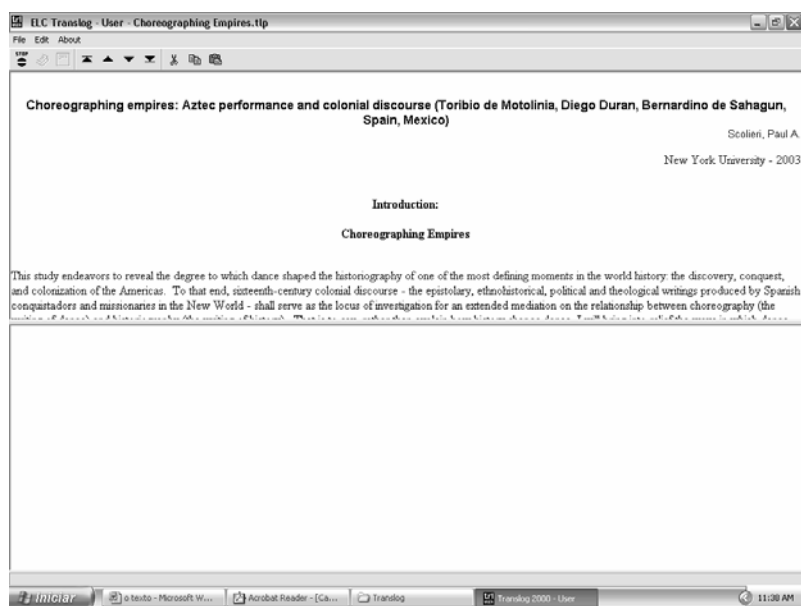 ELC Translog - User - Choreographing Empires.tlp
File Edit About
STOP
Choreographing empires: Aztec performance and colonial discourse (Toribio de Motolinia, Diego Duran, Bernardino de Sahagun,
Spain, Mexico)
Scolieri, Paul A.
New York University - 2003
Introduction:
Choreographing Empires
This study endeavors to reveal the degree to which dance shaped the historiography of one of the most defining moments in the world history: the discovery, conquest,
and colonization of the Americas. To that end, sixteenth-century colonial discourse - the epistolary, ethnohistorical, political and theological writings produced by Spanish
conquistadors and missionaries in the New World - shall serve as the locus of investigation for an extended mediation on the relationship between choreography (the
Iniciar
o texto - Microsoft W...
Acrobat Reader - [Ca...
Translog
Translog 2000 - User
11:38 AM